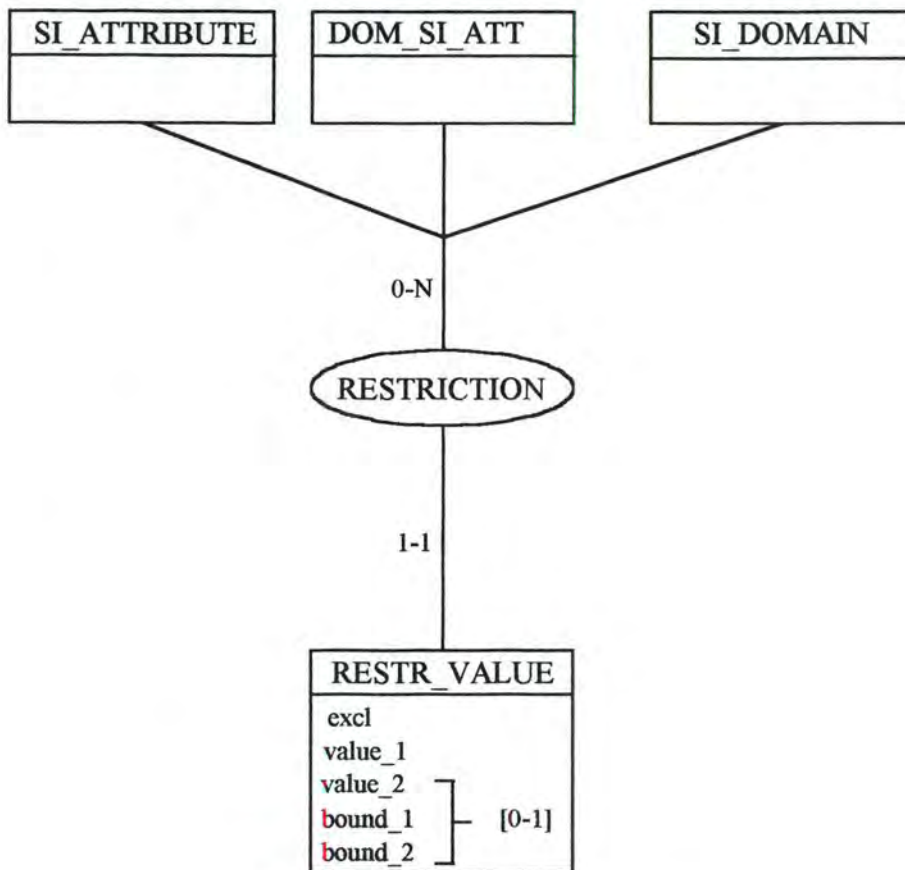 SI_ATTRIBUTE DOM_SI_ATT SI_DOMAIN
0-N
RESTRICTION
1-1
RESTR_VALUE
excl
value_1
value_2
bound_1 [0-1]
bound_2